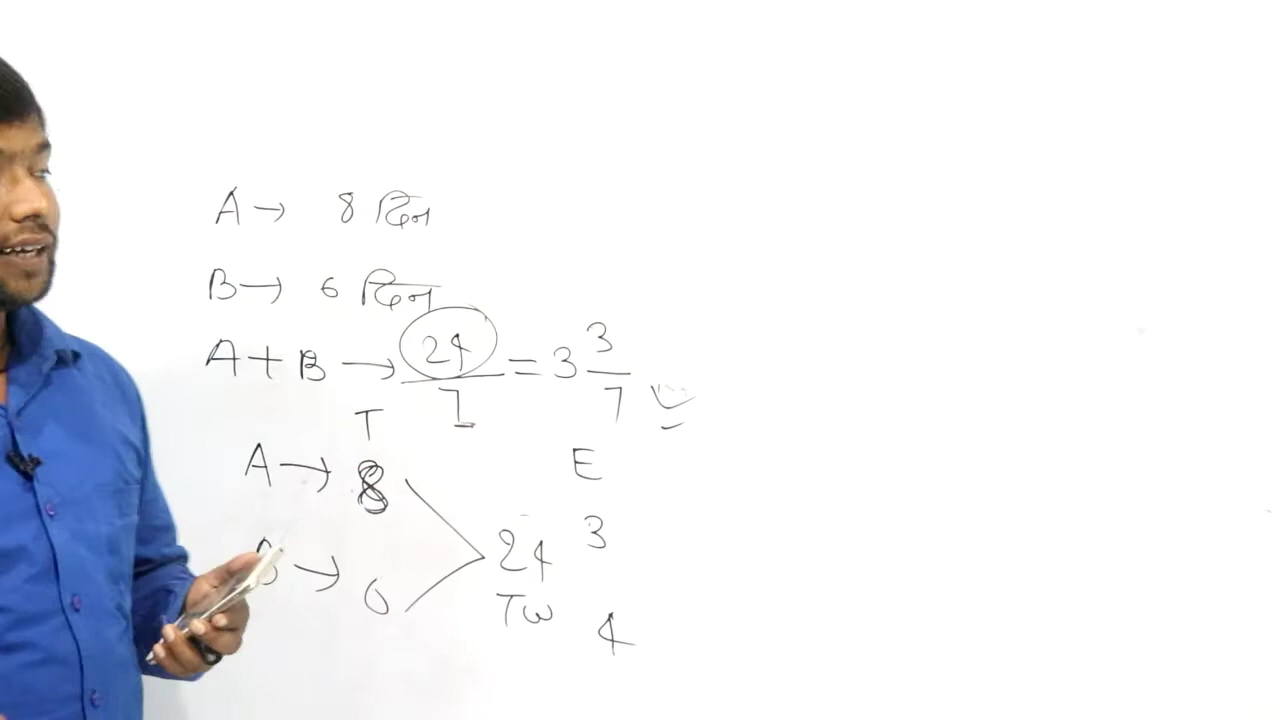 A → 8 दिन
B → 6 दिन
A + B → 24/7 = 3 3/7
T E
A → 8 3
B → 6 24 4
TW